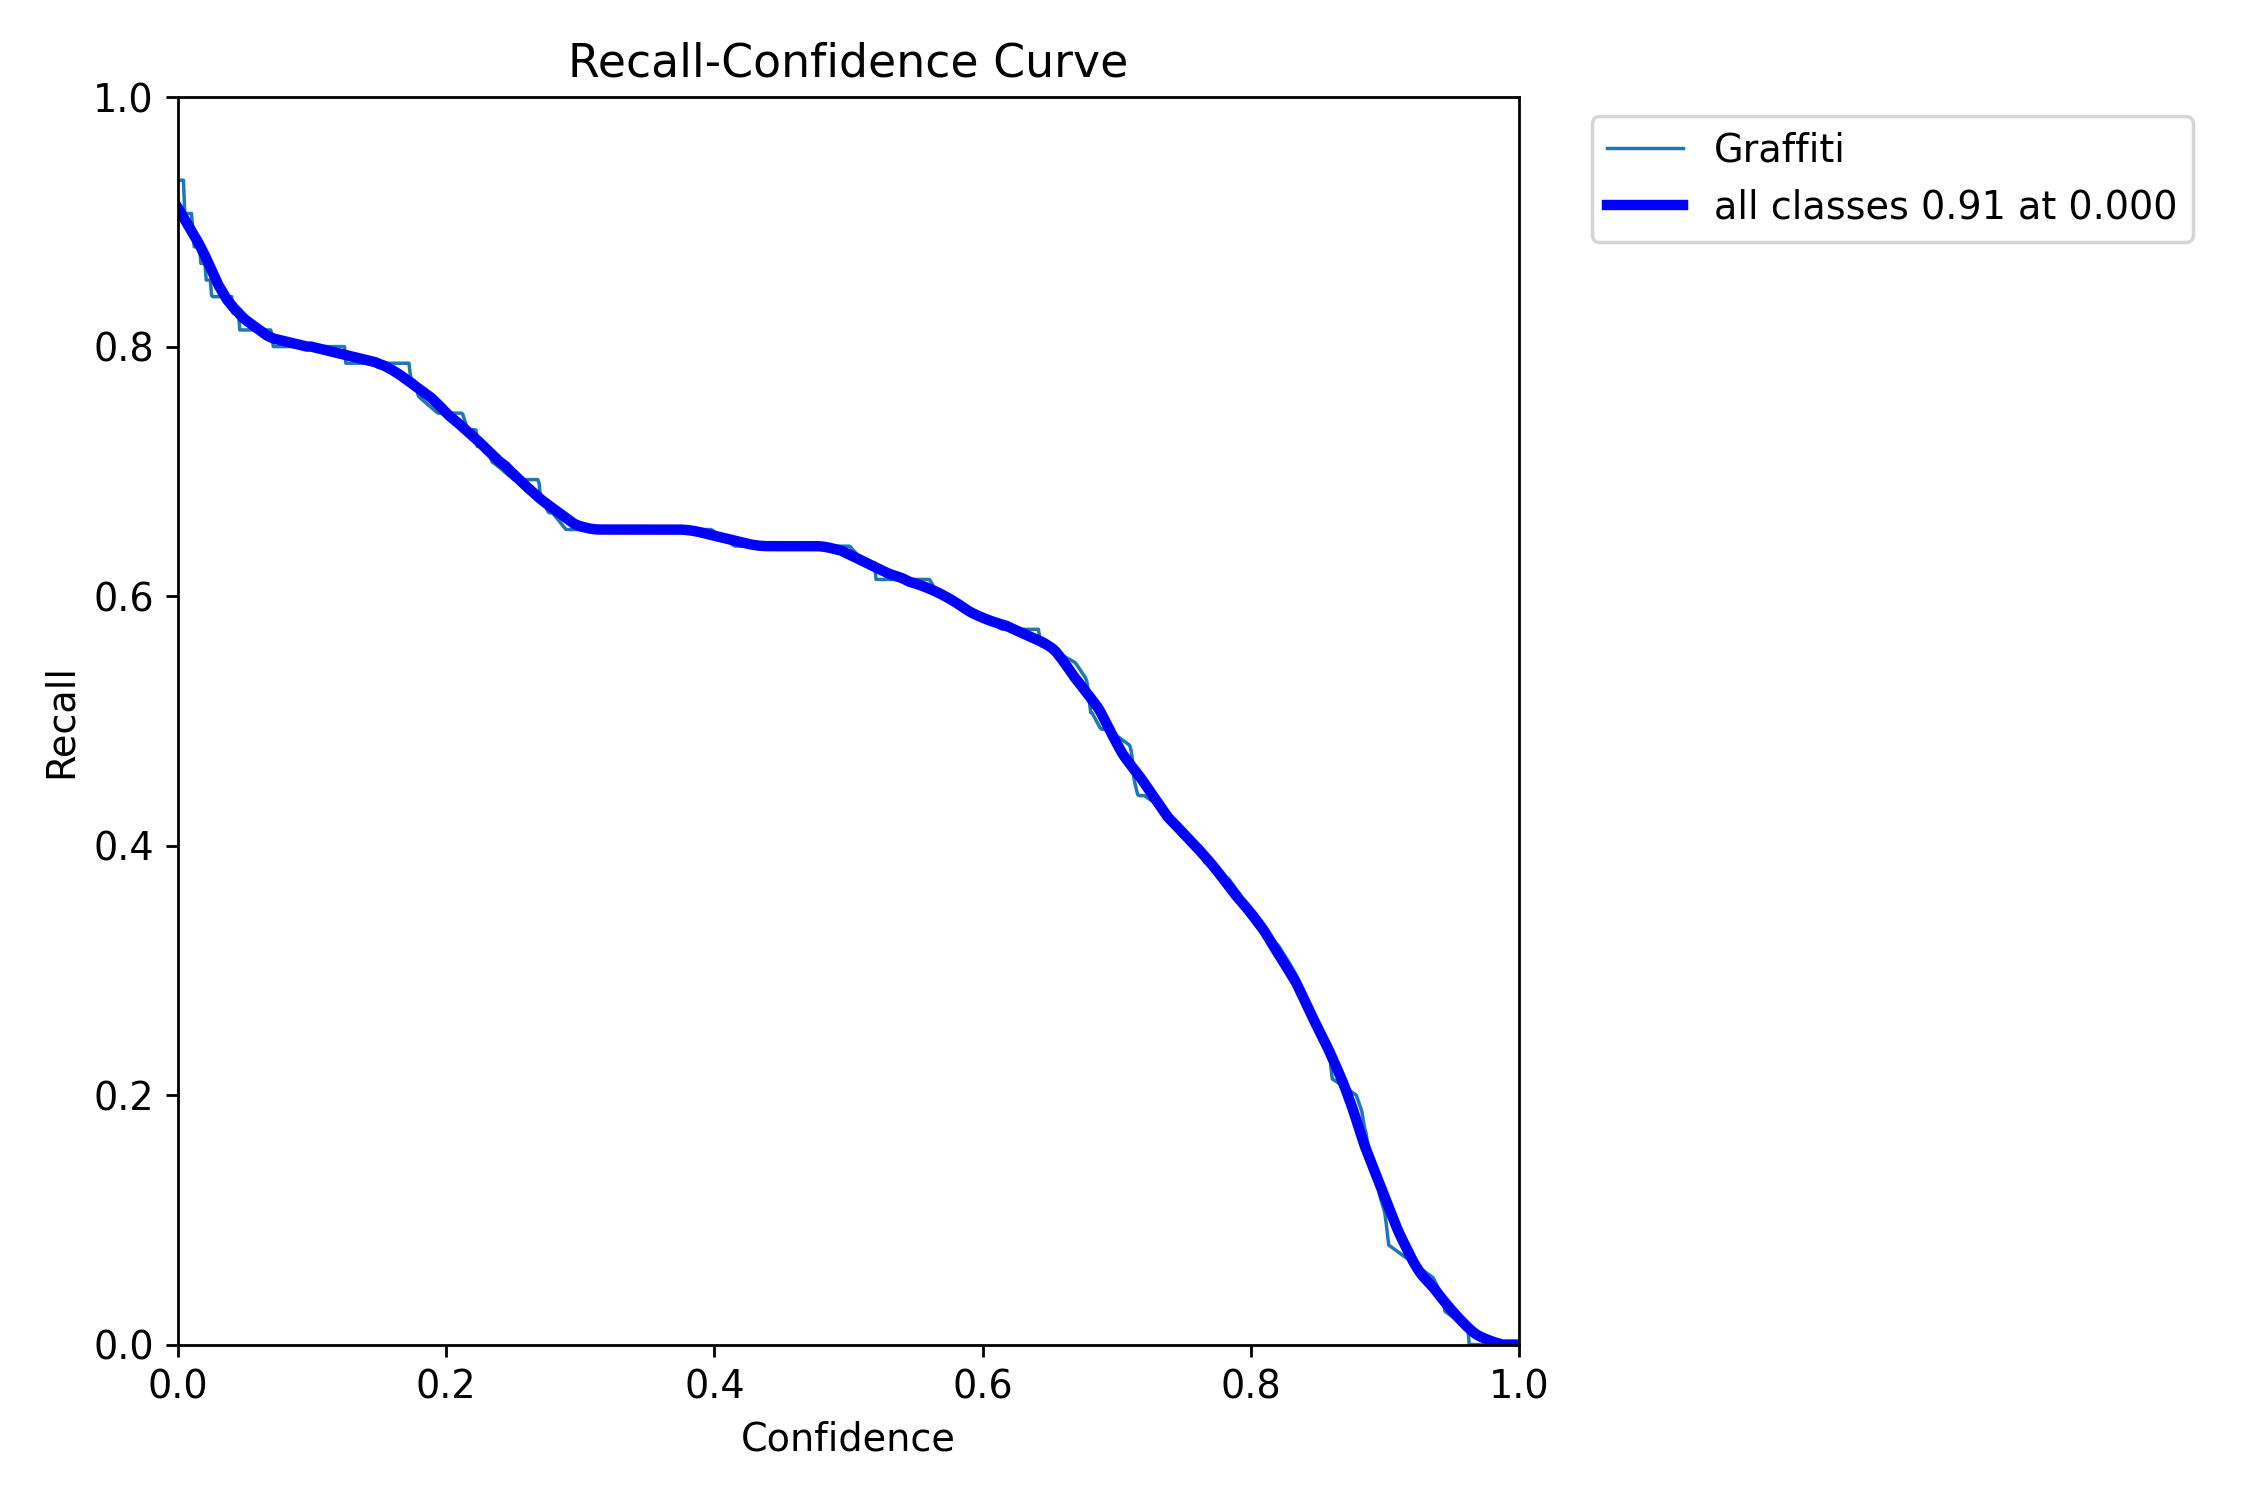 Recall-Confidence Curve
1.0
0.8
0.6
0.4
0.2
0.0
Recall
0.0 0.2 0.4 0.6 0.8 1.0
Confidence
Graffiti
all classes 0.91 at 0.000